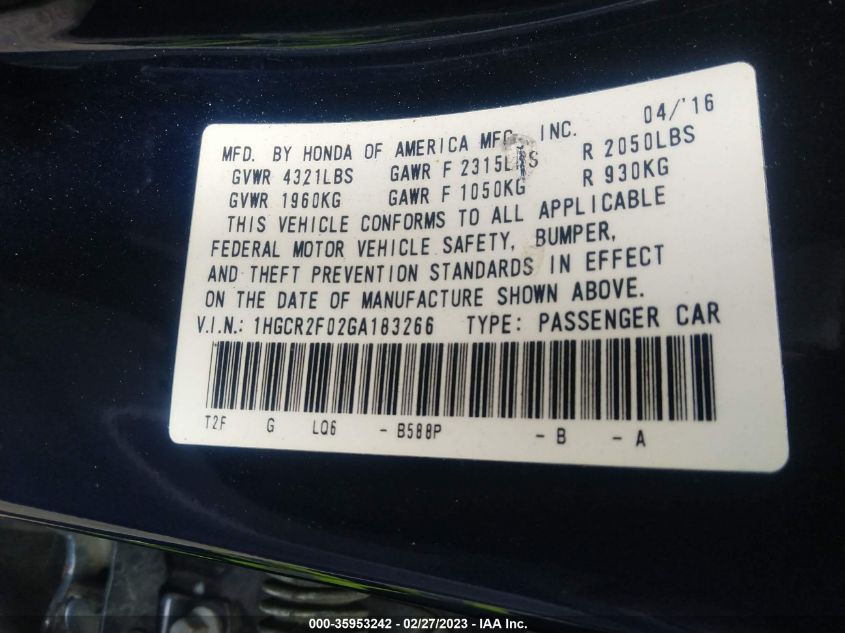 MFD. BY HONDA OF AMERICA MFG., INC. 04/'16
GVWR 4321LBS GAWR F 2315LBS R 2050LBS
GVWR 1960KG GAWR F 1050KG R 930KG
THIS VEHICLE CONFORMS TO ALL APPLICABLE
FEDERAL MOTOR VEHICLE SAFETY, BUMPER,
AND THEFT PREVENTION STANDARDS IN EFFECT
ON THE DATE OF MANUFACTURE SHOWN ABOVE.
V.I.N.: 1HGCR2F02GA183266 TYPE: PASSENGER CAR
T2F G LQ6 - B588P - B - A
000-35953242 - 02/27/2023 - IAA Inc.